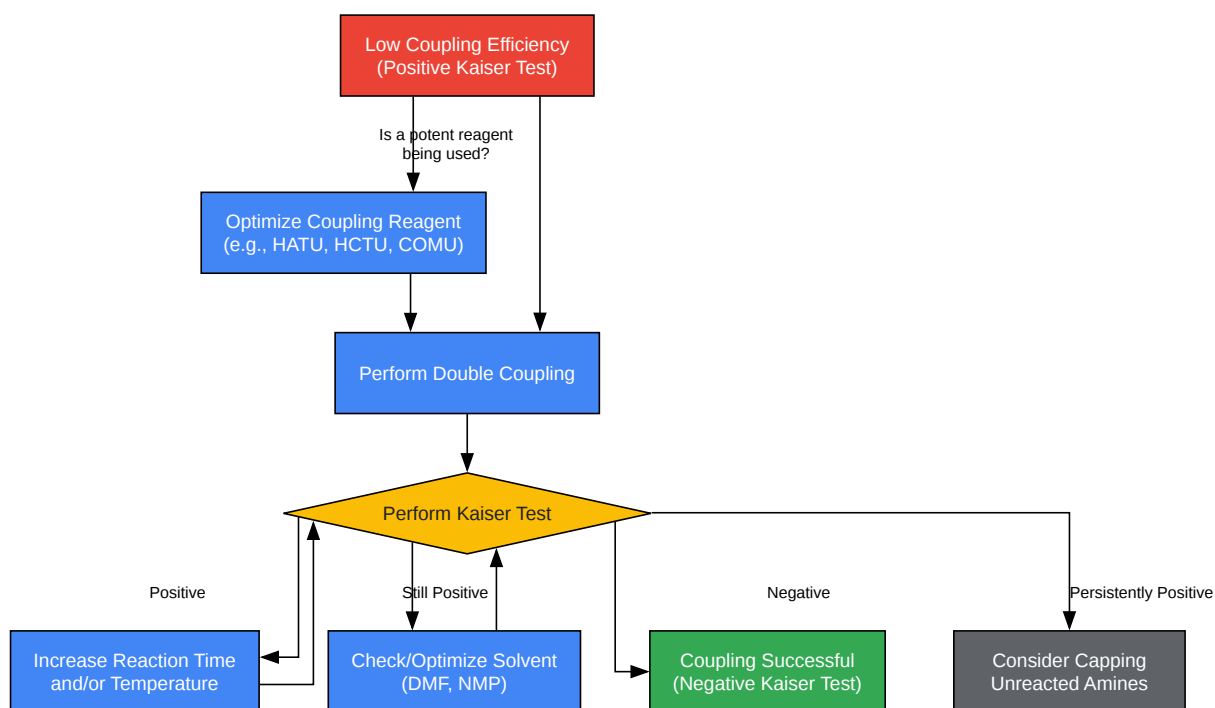 Low Coupling Efficiency
(Positive Kaiser Test)
Is a potent reagent
being used?
Optimize Coupling Reagent
(e.g., HATU, HCTU, COMU)
Perform Double Coupling
Perform Kaiser Test
Positive
Still Positive
Negative
Persistently Positive
Increase Reaction Time
and/or Temperature
Check/Optimize Solvent
(DMF, NMP)
Coupling Successful
(Negative Kaiser Test)
Consider Capping
Unreacted Amines